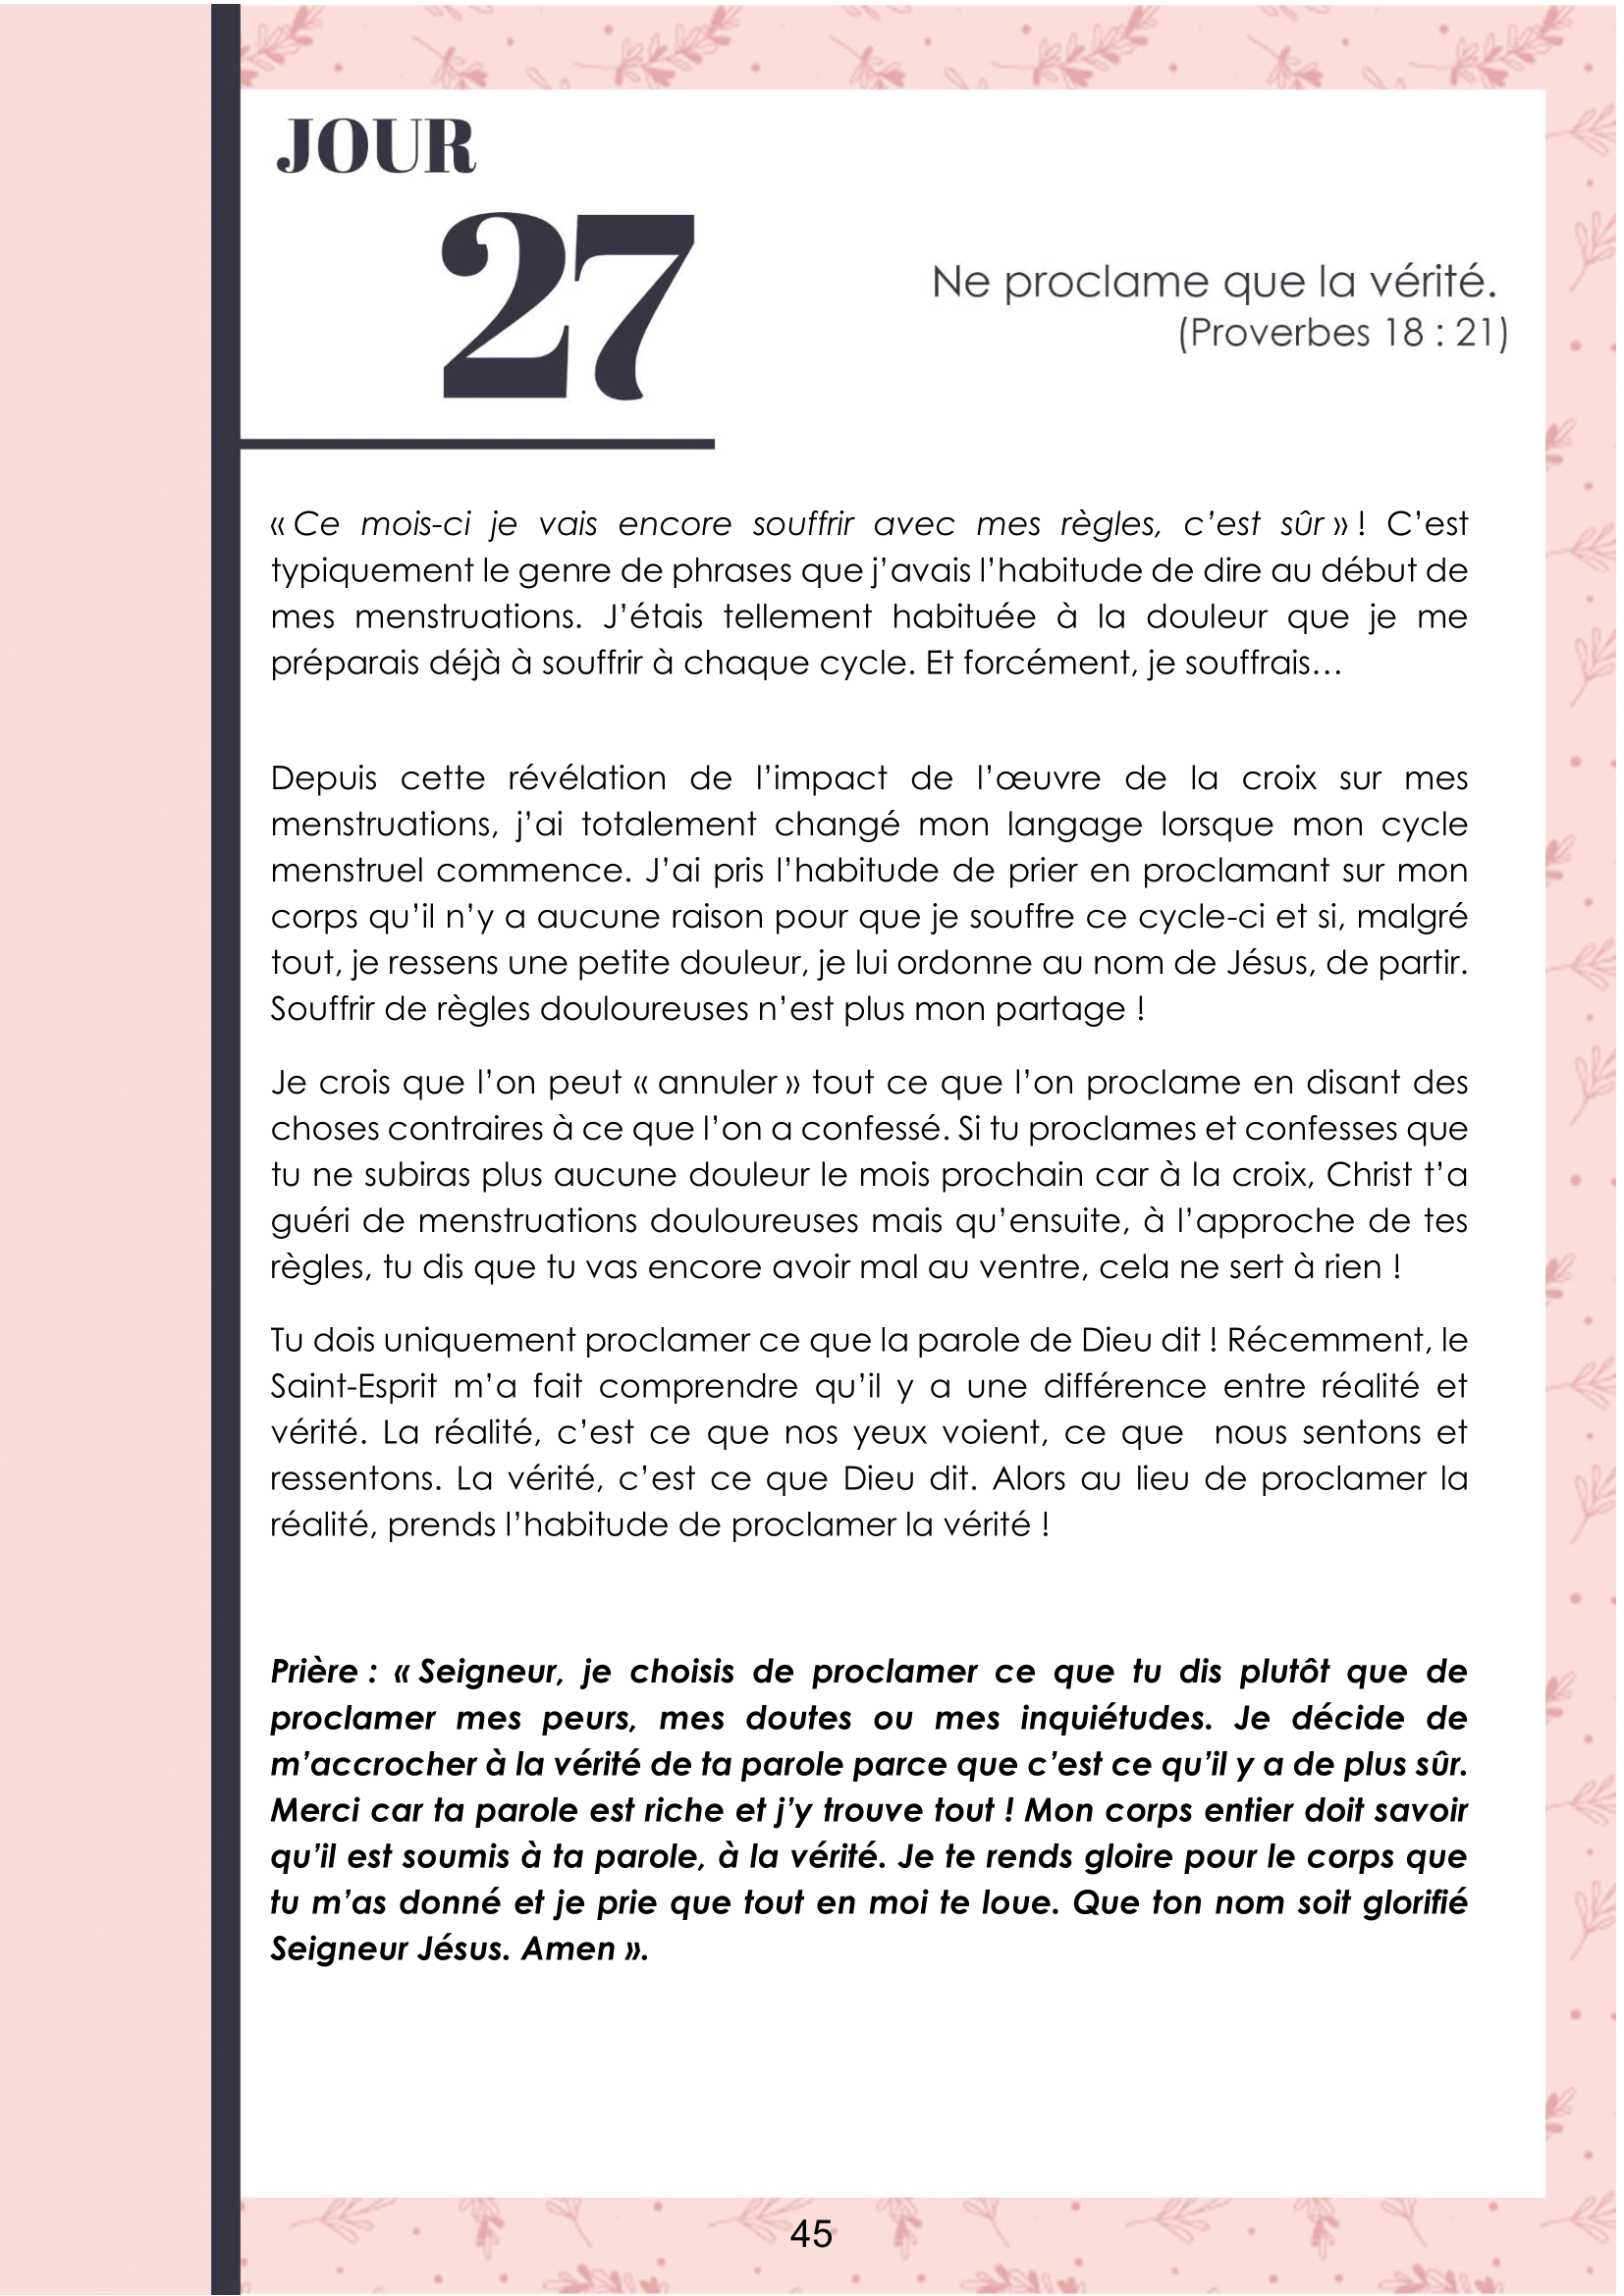 JOUR
27
Ne proclame que la vérité.
(Proverbes 18 : 21)
« Ce mois-ci je vais encore souffrir avec mes règles, c’est sûr » ! C’est
typiquement le genre de phrases que j’avais l’habitude de dire au début de
mes menstruations. J’étais tellement habituée à la douleur que je me
préparais déjà à souffrir à chaque cycle. Et forcément, je souffrais…
Depuis cette révélation de l’impact de l’œuvre de la croix sur mes
menstruations, j’ai totalement changé mon langage lorsque mon cycle
menstruel commence. J’ai pris l’habitude de prier en proclamant sur mon
corps qu’il n’y a aucune raison pour que je souffre ce cycle-ci et si, malgré
tout, je ressens une petite douleur, je lui ordonne au nom de Jésus, de partir.
Souffrir de règles douloureuses n’est plus mon partage !
Je crois que l’on peut « annuler » tout ce que l’on proclame en disant des
choses contraires à ce que l’on a confessé. Si tu proclames et confesses que
tu ne subiras plus aucune douleur le mois prochain car à la croix, Christ t’a
guéri de menstruations douloureuses mais qu’ensuite, à l’approche de tes
règles, tu dis que tu vas encore avoir mal au ventre, cela ne sert à rien !
Tu dois uniquement proclamer ce que la parole de Dieu dit ! Récemment, le
Saint-Esprit m’a fait comprendre qu’il y a une différence entre réalité et
vérité. La réalité, c’est ce que nos yeux voient, ce que nous sentons et
ressentons. La vérité, c’est ce que Dieu dit. Alors au lieu de proclamer la
réalité, prends l’habitude de proclamer la vérité !
Prière : « Seigneur, je choisis de proclamer ce que tu dis plutôt que de
proclamer mes peurs, mes doutes ou mes inquiétudes. Je décide de
m’accrocher à la vérité de ta parole parce que c’est ce qu’il y a de plus sûr.
Merci car ta parole est riche et j’y trouve tout ! Mon corps entier doit savoir
qu’il est soumis à ta parole, à la vérité. Je te rends gloire pour le corps que
tu m’as donné et je prie que tout en moi te loue. Que ton nom soit glorifié
Seigneur Jésus. Amen ».
45